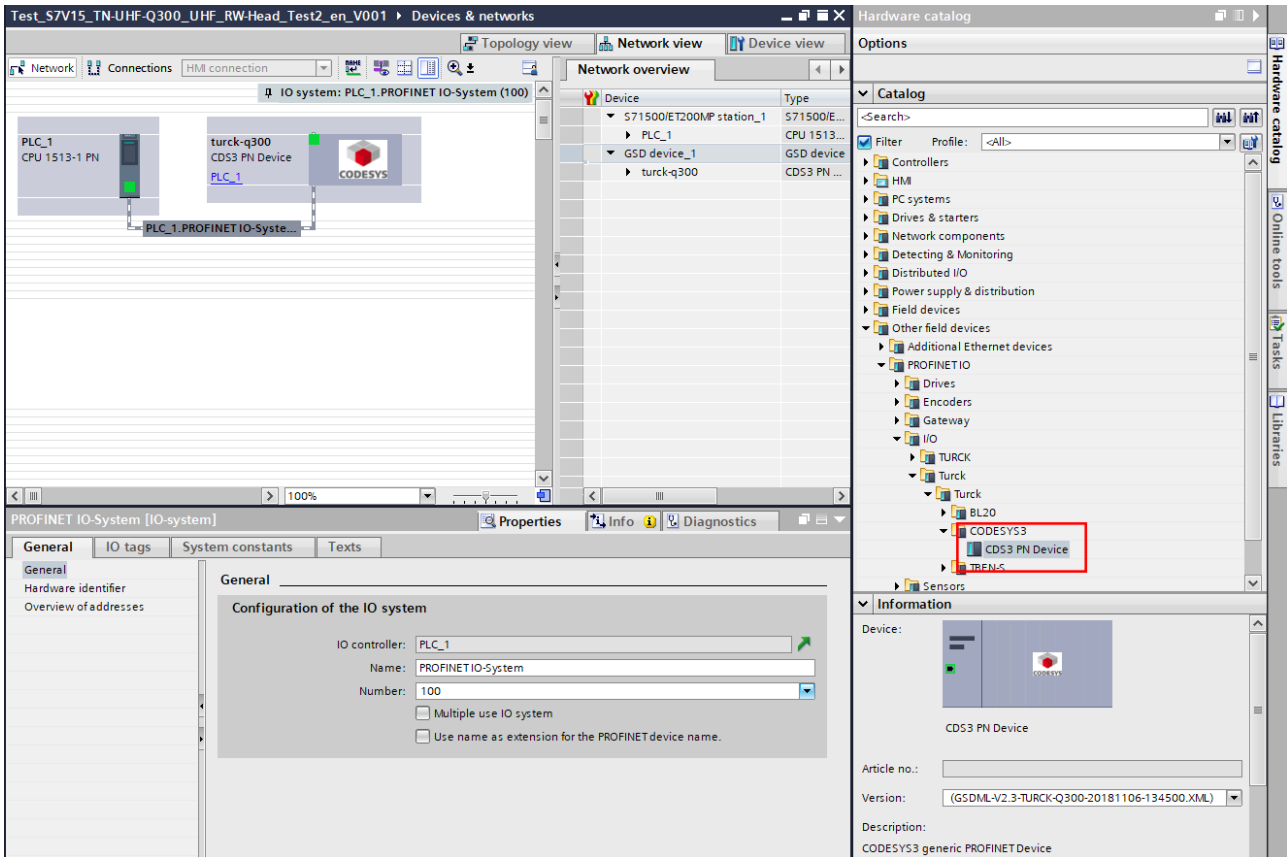 Test_S7V15_TN-UHF-Q300_UHF_RW-Head_Test2_en_V001 ▸ Devices & networks
Topology view
Network view
Device view
Network
Connections
HMI connection
IO system: PLC_1.PROFINET IO-System (100)
PLC_1
CPU 1513-1 PN
turck-q300
CDS3 PN Device
PLC_1
CODESYS
PLC_1.PROFINET IO-Syste...
100%
Network overview
Device
Type
S71500/ET200MP station_1
S71500/E...
PLC_1
CPU 1513...
GSD device_1
GSD device
turck-q300
CDS3 PN ...
PROFINET IO-System [IO-system]
Properties
Info
Diagnostics
General
IO tags
System constants
Texts
General
Hardware identifier
Overview of addresses
General
Configuration of the IO system
IO controller:
PLC_1
Name:
PROFINET IO-System
Number:
100
Multiple use IO system
Use name as extension for the PROFINET device name.
Hardware catalog
Options
Catalog
<Search>
Filter
Profile:
<All>
Controllers
HMI
PC systems
Drives & starters
Network components
Detecting & Monitoring
Distributed I/O
Power supply & distribution
Field devices
Other field devices
Additional Ethernet devices
PROFINET IO
Drives
Encoders
Gateway
I/O
TURCK
Turck
Turck
BL20
CODESYS3
CDS3 PN Device
TBEN-S
Sensors
Information
Device:
CODESYS
CDS3 PN Device
Article no.:
Version:
(GSDML-V2.3-TURCK-Q300-20181106-134500.XML)
Description:
CODESYS3 generic PROFINET Device
Hardware catalog
Online tools
Tasks
Libraries